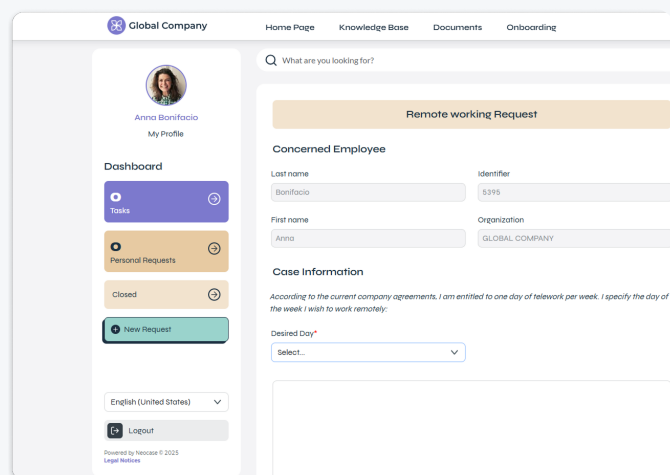 Global Company
Home Page
Knowledge Base
Documents
Onboarding
What are you looking for?
Anna Bonifacio
My Profile
Dashboard
0
Tasks
0
Personal Requests
Closed
New Request
English (United States)
Logout
Powered by Neocase © 2025
Legal Notices
Remote working Request
Concerned Employee
Last name
Identifier
Bonifacio
5395
First name
Organization
Anna
GLOBAL COMPANY
Case Information
According to the current company agreements, I am entitled to one day of telework per week. I specify the day of
the week I wish to work remotely:
Desired Day*
Select...